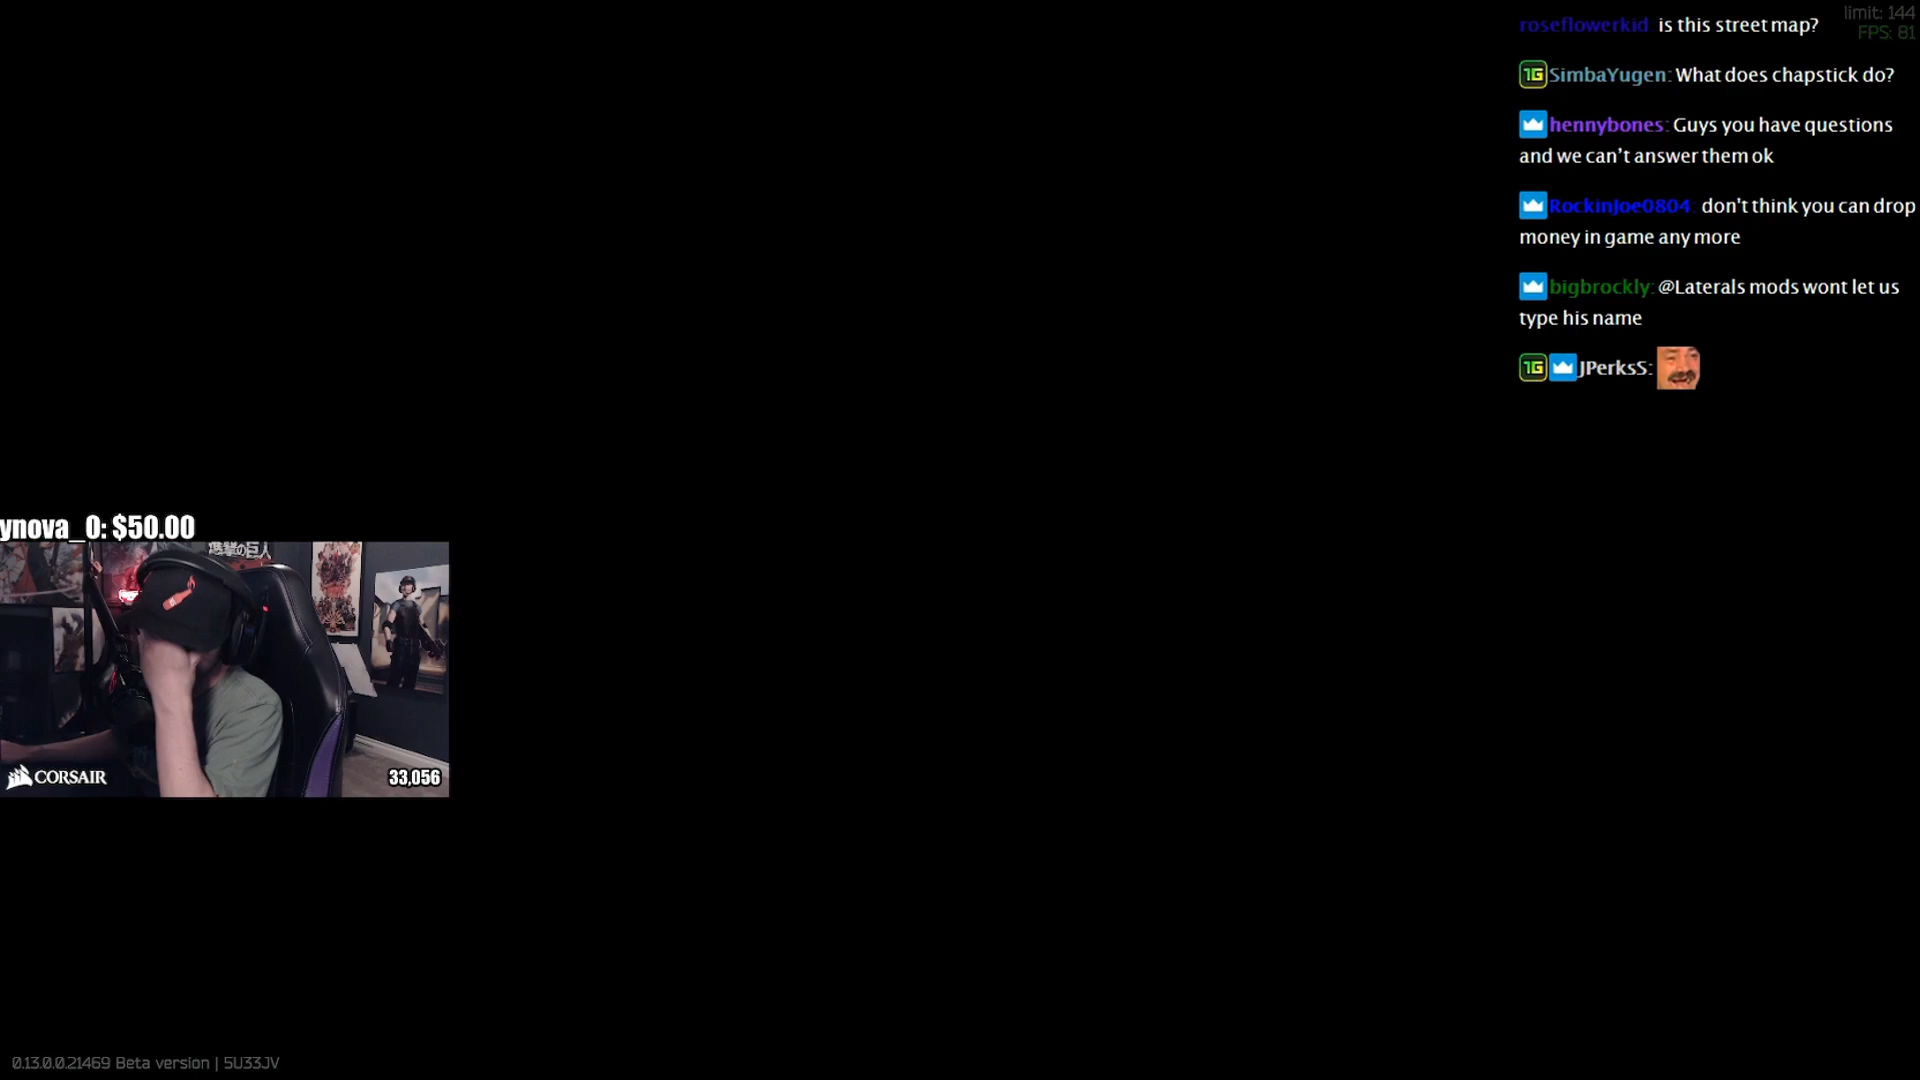 limit: 144
FPS: 81
roseflowerkid is this street map?
1G SimbaYugen: What does chapstick do?
hennybones: Guys you have questions
and we can’t answer them ok
RockinJoe0804: don't think you can drop
money in game any more
bigbrockly: @Laterals mods wont let us
type his name
1G JPerksS:
ynova_0: $50.00
進撃の巨人
CORSAIR
33,056
0.13.0.0.21469 Beta version | 5U33JV